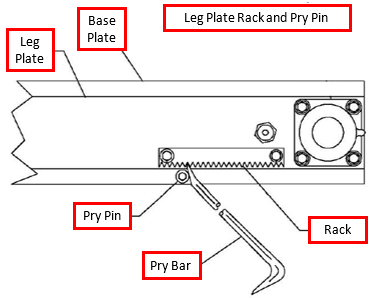 Base
Plate
Leg Plate Rack and Pry Pin
Leg
Plate
Pry Pin
Rack
Pry Bar